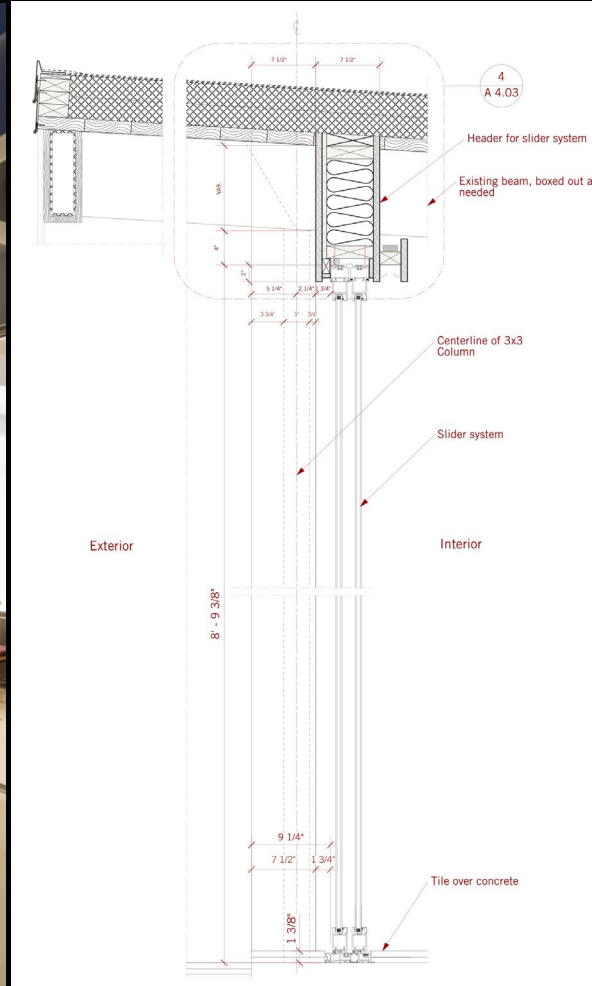 ℄
7 1/2"
7 1/2"
4
A 4.03
Header for slider system
Existing beam, boxed out a
needed
VAR.
4"
2"
5 1/4"
2 1/4"
1 3/4"
3 3/4"
3"
3/4"
Centerline of 3x3
Column
Slider system
Exterior
Interior
8' - 9 3/8"
9 1/4"
7 1/2"
1 3/4"
1 3/8"
Tile over concrete